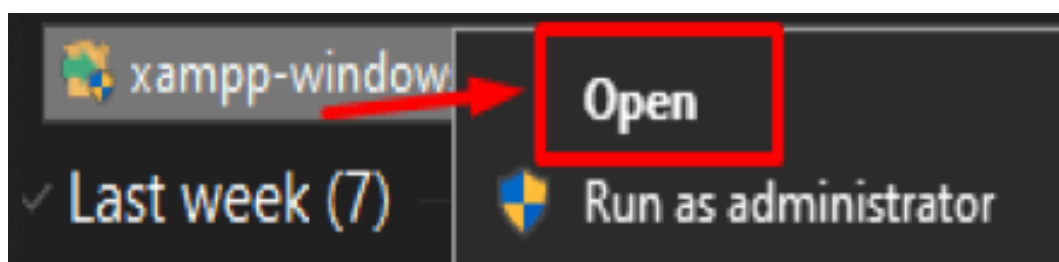 xampp-window
Open
Last week (7)
Run as administrator